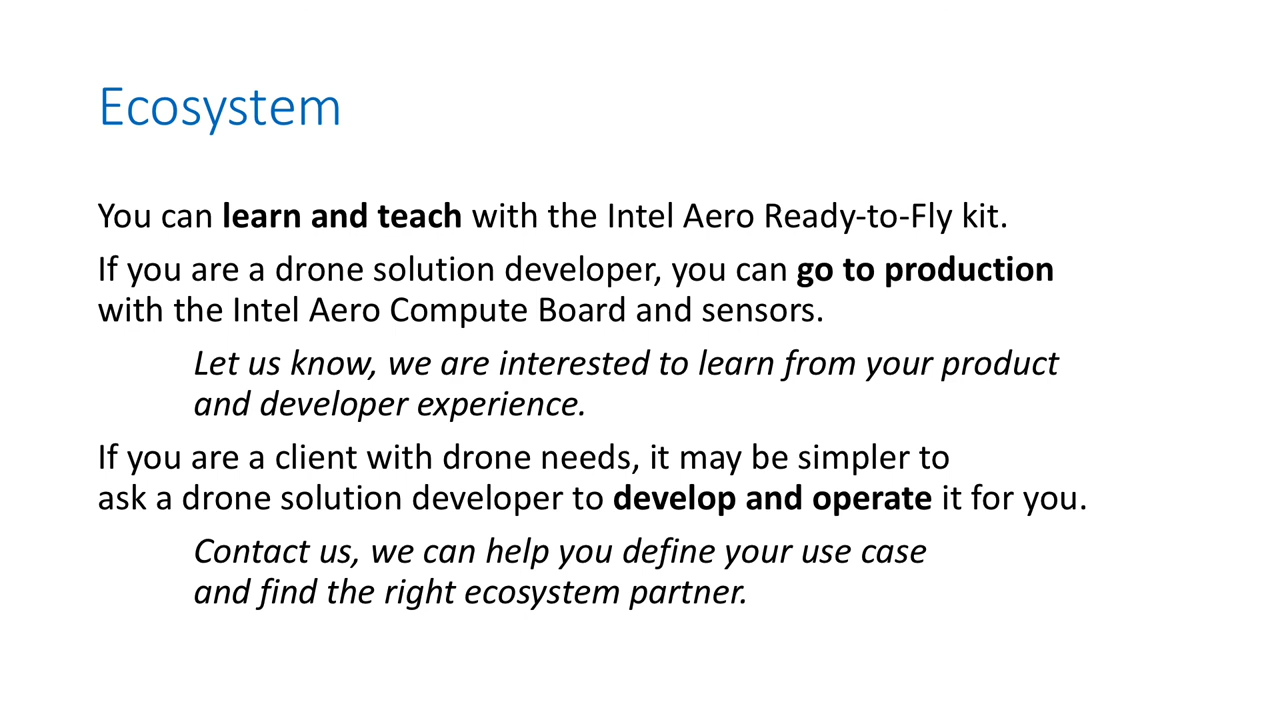 Ecosystem
You can learn and teach with the Intel Aero Ready-to-Fly kit.
If you are a drone solution developer, you can go to production
with the Intel Aero Compute Board and sensors.
Let us know, we are interested to learn from your product
and developer experience.
If you are a client with drone needs, it may be simpler to
ask a drone solution developer to develop and operate it for you.
Contact us, we can help you define your use case
and find the right ecosystem partner.